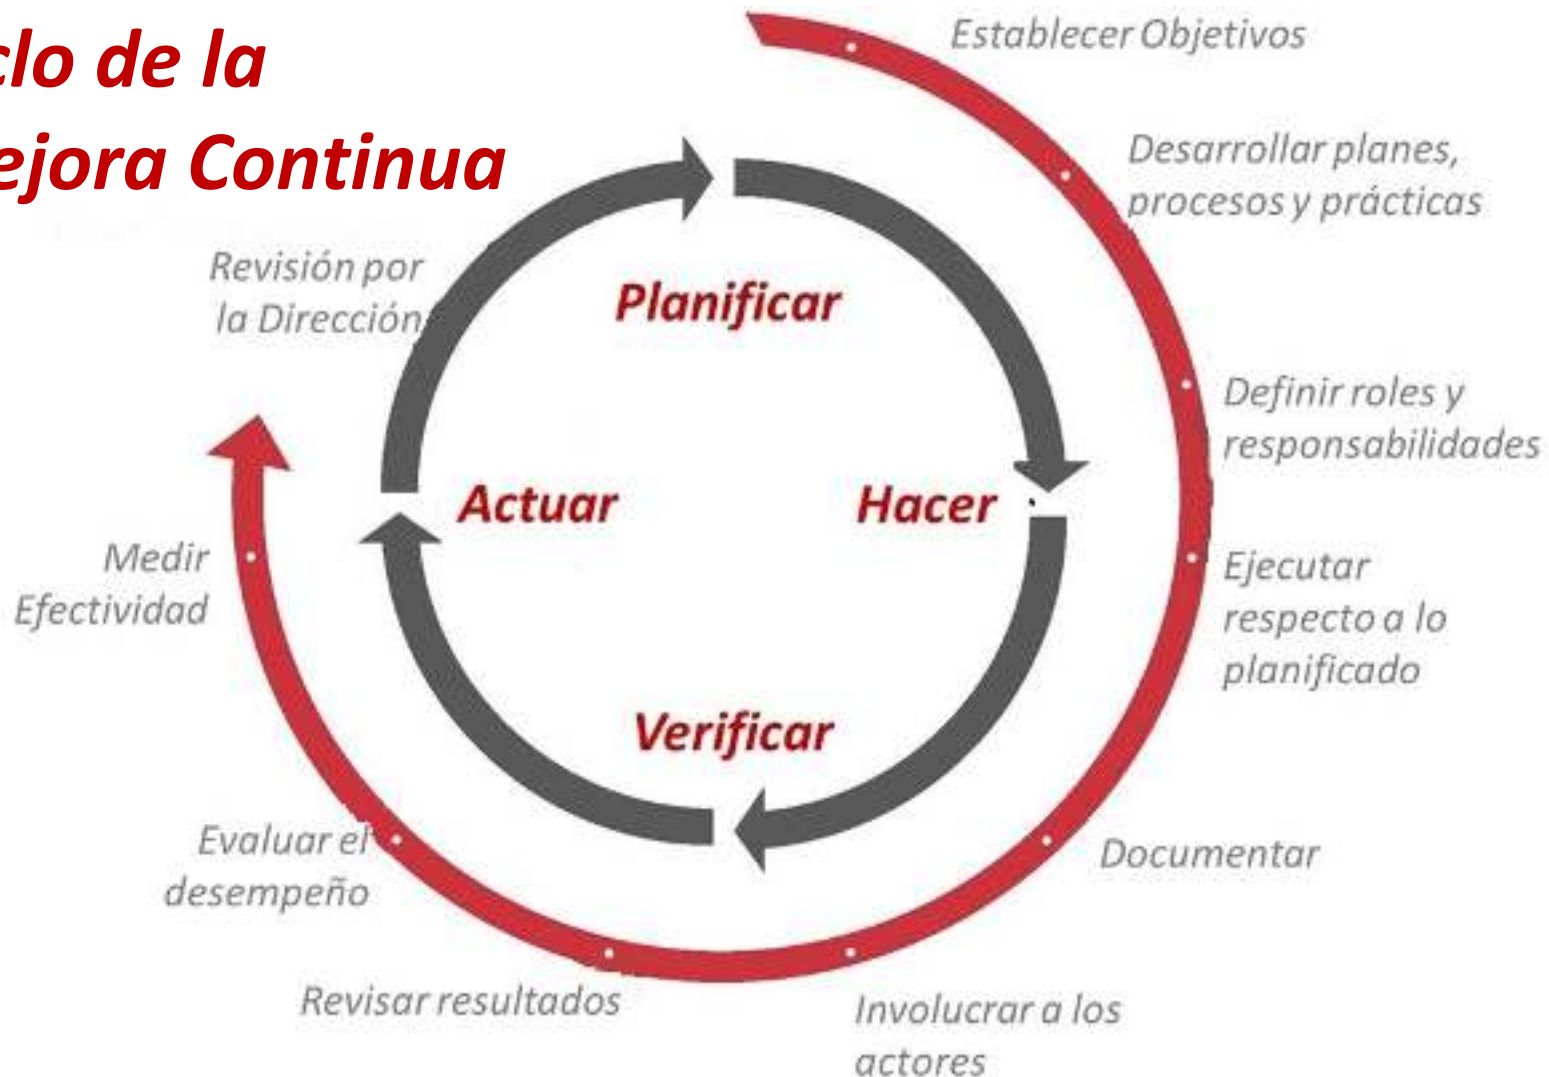 clo de la
ejora Continua
Establecer Objetivos
Desarrollar planes,
procesos y prácticas
Definir roles y
responsabilidades
Ejecutar
respecto a lo
planificado
Documentar
Involucrar a los
actores
Revisar resultados
Evaluar el
desempeño
Medir
Efectividad
Revisión por
la Dirección
Planificar
Hacer
Verificar
Actuar